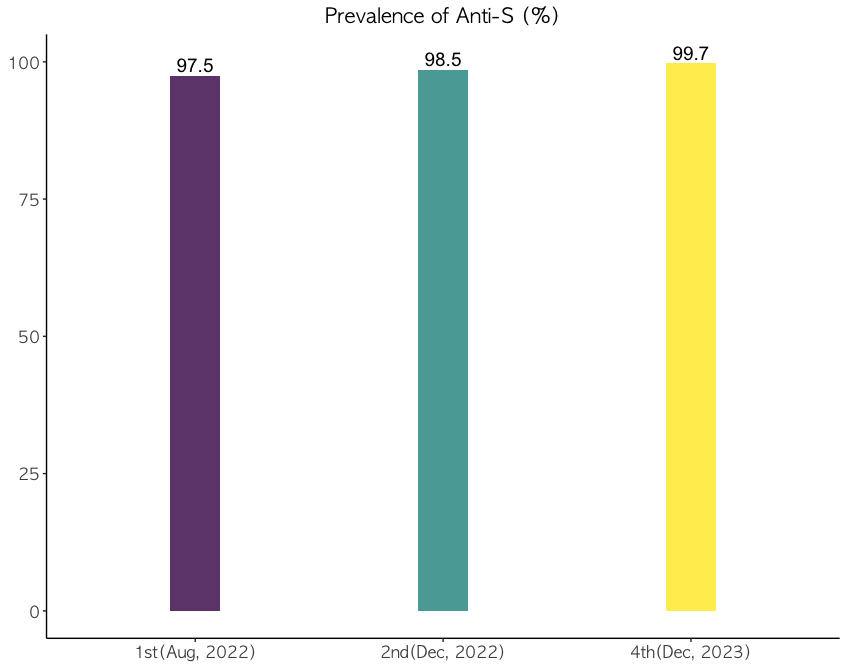 Prevalence of Anti-S (%)
100
97.5
98.5
99.7
75
50
25
0
1st(Aug, 2022)
2nd(Dec, 2022)
4th(Dec, 2023)